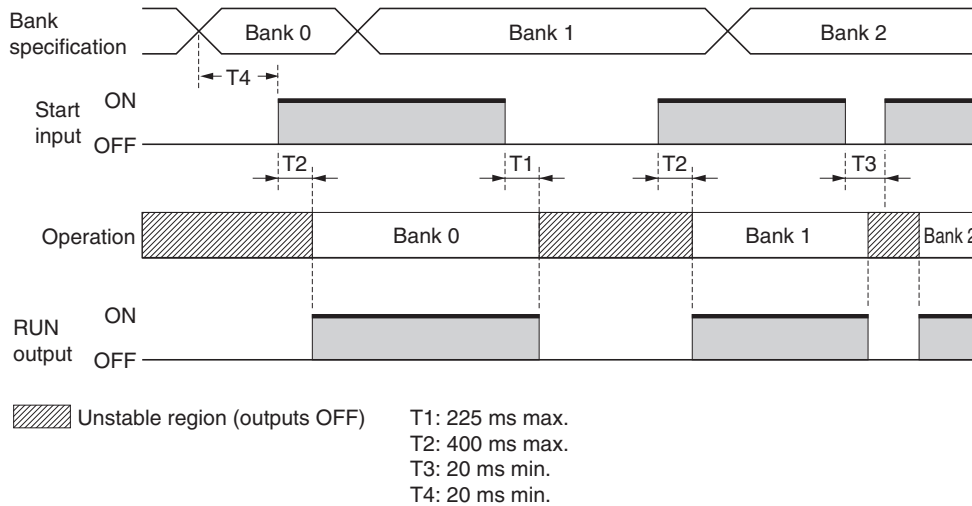 Bank
specification
Bank 0
Bank 1
Bank 2
T4
Start
input
ON
OFF
T2
T1
T2
T3
Operation
Bank 0
Bank 1
Bank 2
RUN
output
ON
OFF
Unstable region (outputs OFF)
T1: 225 ms max.
T2: 400 ms max.
T3: 20 ms min.
T4: 20 ms min.